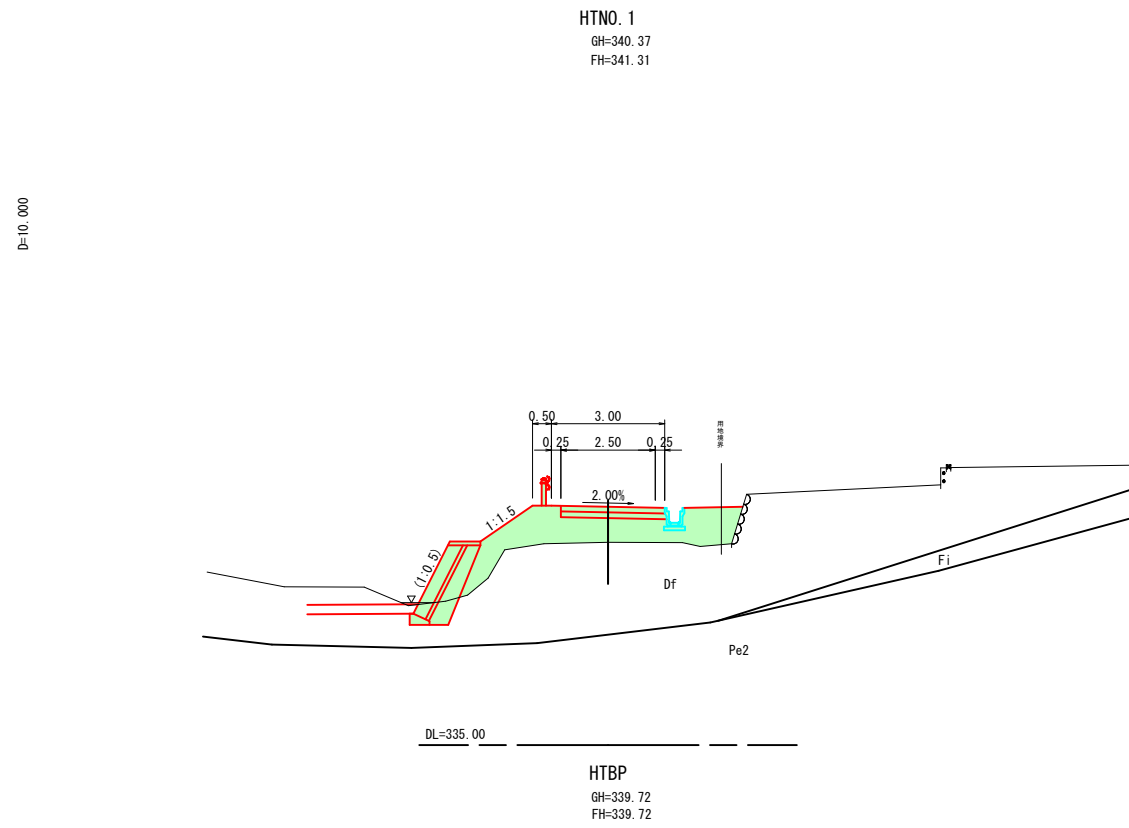 HTNO. 1
GH=340. 37
FH=341. 31
D=10. 000
0. 50
3. 00
0. 25
2. 50
0. 25
用地境界
2. 00%
1:1. 5
(1:0. 5)
Df
Fi
Pe2
DL=335. 00
HTBP
GH=339. 72
FH=339. 72